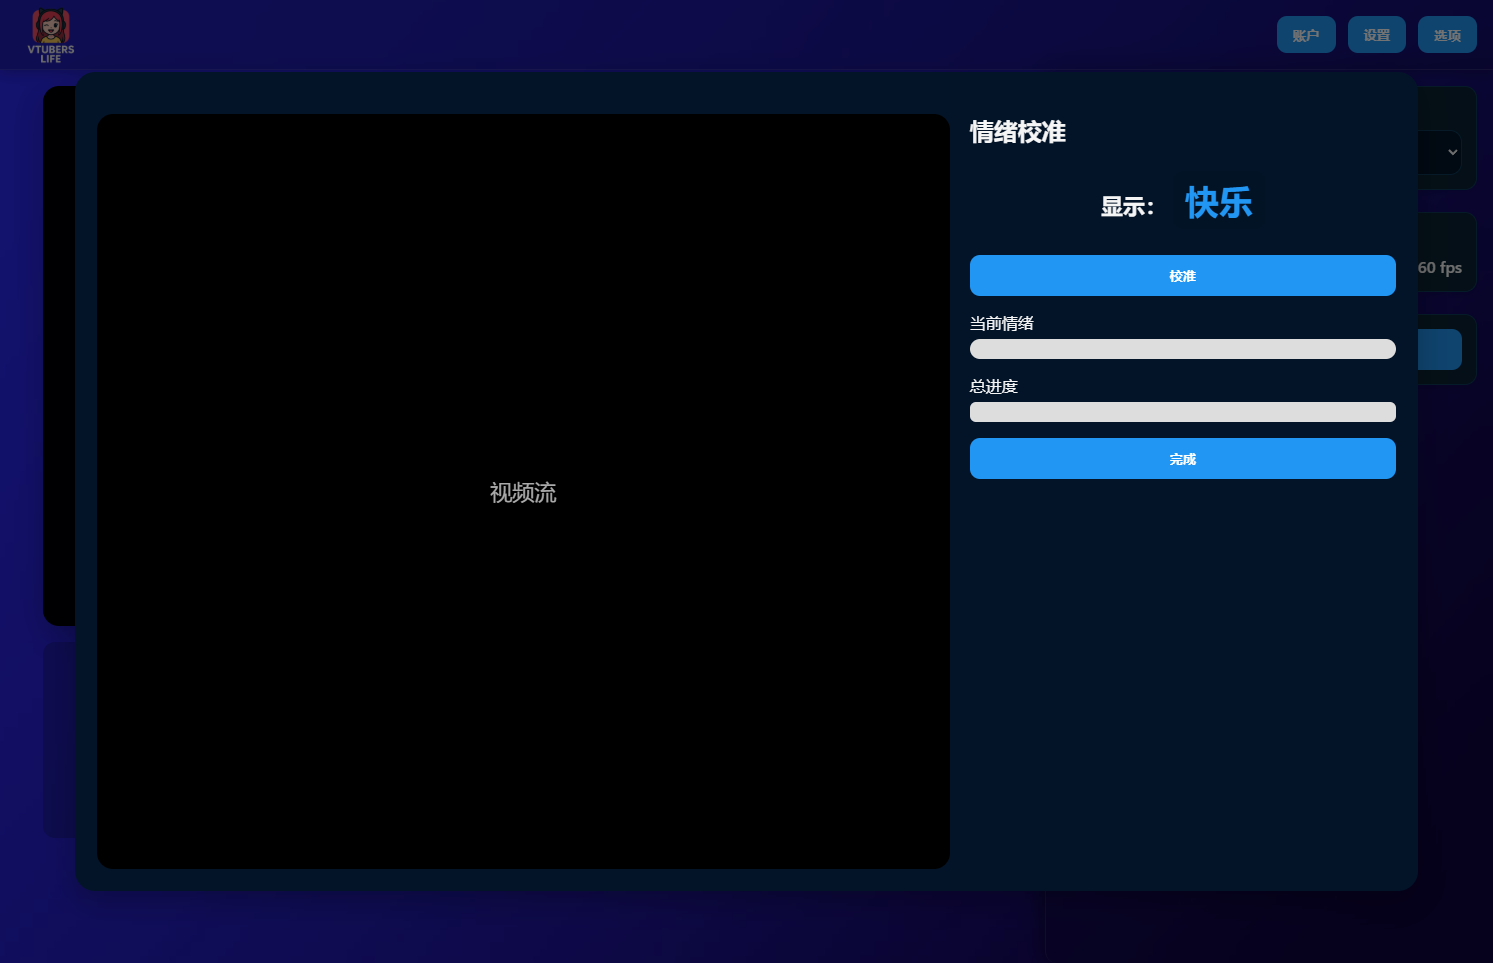 VTUBERS
LIFE
账户
设置
选项
情绪校准
显示：
快乐
60 fps
校准
当前情绪
总进度
视频流
完成